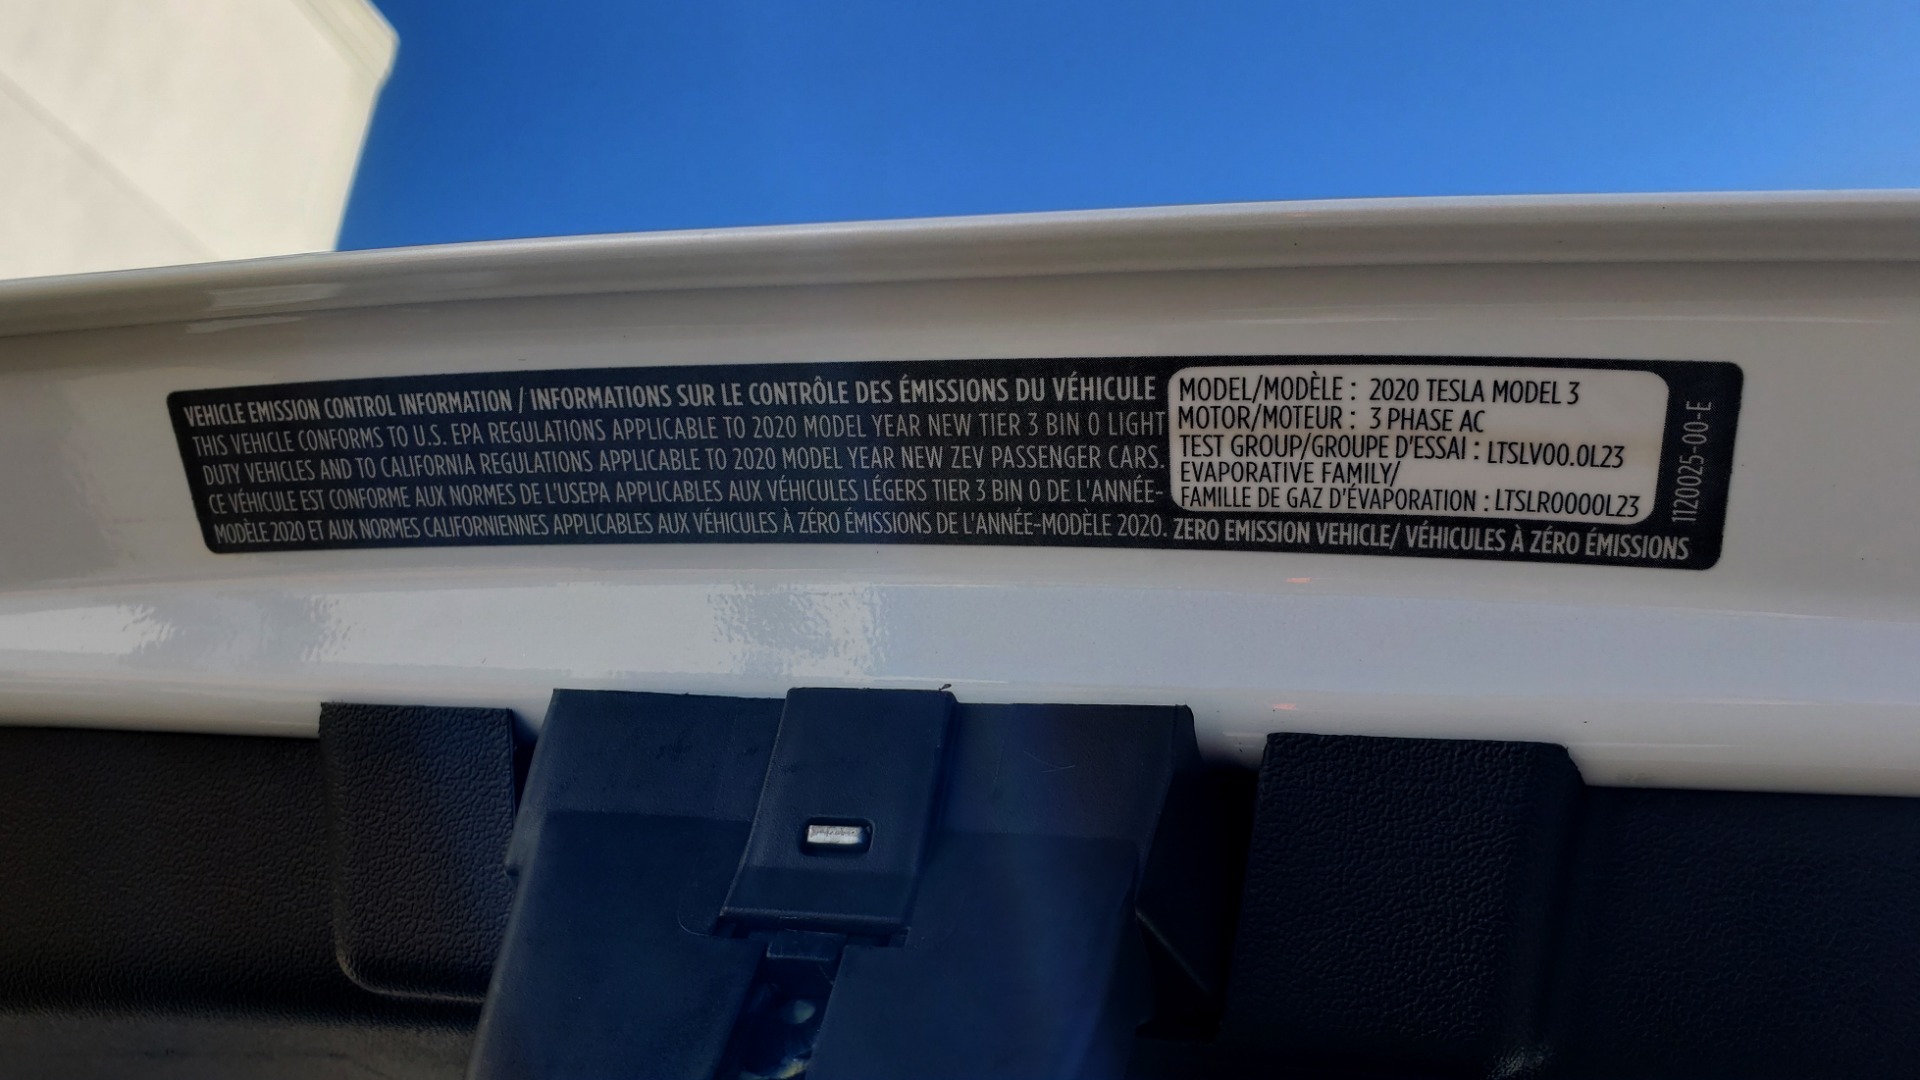 VEHICLE EMISSION CONTROL INFORMATION / INFORMATIONS SUR LE CONTRÔLE DES ÉMISSIONS DU VÉHICULE
THIS VEHICLE CONFORMS TO U.S. EPA REGULATIONS APPLICABLE TO 2020 MODEL YEAR NEW TIER 3 BIN 0 LIGHT
DUTY VEHICLES AND TO CALIFORNIA REGULATIONS APPLICABLE TO 2020 MODEL YEAR NEW ZEV PASSENGER CARS.
CE VÉHICULE EST CONFORME AUX NORMES DE L'USEPA APPLICABLES AUX VÉHICULES LÉGERS TIER 3 BIN 0 DE L'ANNÉE-
MODÈLE 2020 ET AUX NORMES CALIFORNIENNES APPLICABLES AUX VÉHICULES À ZÉRO ÉMISSIONS DE L'ANNÉE-MODÈLE 2020.
MODEL/MODÈLE : 2020 TESLA MODEL 3
MOTOR/MOTEUR : 3 PHASE AC
TEST GROUP/GROUPE D'ESSAI : LTSLV00.0L23
EVAPORATIVE FAMILY/
FAMILLE DE GAZ D'ÉVAPORATION : LTSLR0000L23
ZERO EMISSION VEHICLE/ VÉHICULES À ZÉRO ÉMISSIONS
1120025-00-E